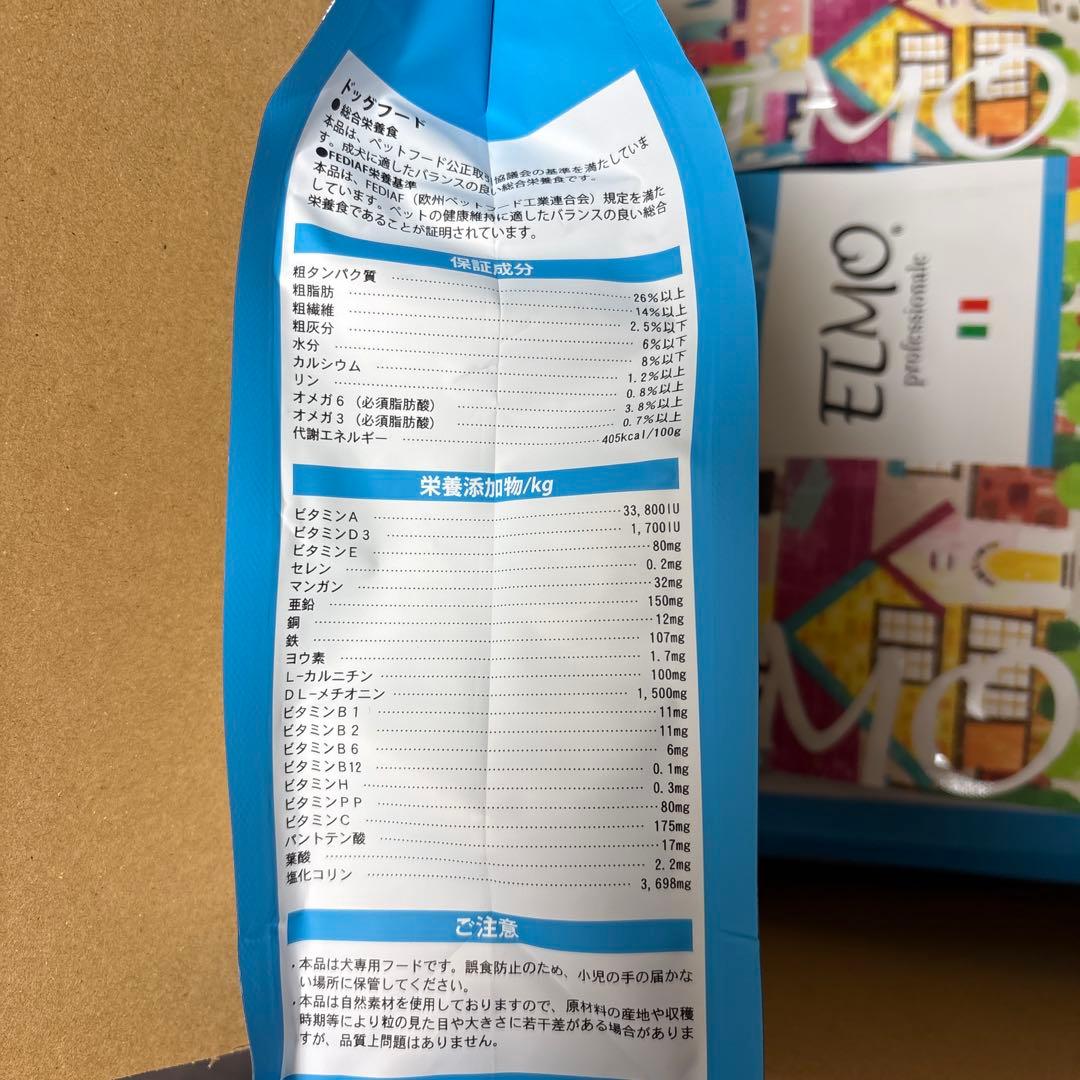 ドッグフード
●総合栄養食
本品は、ペットフード公正取引協議会の基準を満たしていま
す。成犬に適したバランスの良い総合栄養食です。
●FEDIAF栄養基準
本品は、FEDIAF（欧州ペットフード工業連合会）規定を満た
しています。ペットの健康維持に適したバランスの良い総合
栄養食であることが証明されています。
保証成分
粗タンパク質 26%以上
粗脂肪 14%以上
粗繊維 2.5%以下
粗灰分 6%以下
水分 8%以下
カルシウム 1.2%以上
リン 0.8%以上
オメガ6（必須脂肪酸） 3.8%以上
オメガ3（必須脂肪酸） 0.7%以上
代謝エネルギー 405kcal/100g
栄養添加物/kg
ビタミンA 33,800IU
ビタミンD3 1,700IU
ビタミンE 80mg
セレン 0.2mg
マンガン 32mg
亜鉛 150mg
銅 12mg
鉄 107mg
ヨウ素 1.7mg
L-カルニチン 100mg
DL-メチオニン 1,500mg
ビタミンB1 11mg
ビタミンB2 11mg
ビタミンB6 6mg
ビタミンB12 0.1mg
ビタミンH 0.3mg
ビタミンPP 80mg
ビタミンC 175mg
パントテン酸 17mg
葉酸 2.2mg
塩化コリン 3,698mg
ご注意
・本品は犬専用フードです。誤食防止のため、小児の手の届かな
い場所に保管してください。
・本品は自然素材を使用しておりますので、原材料の産地や収穫
時期等により粒の見た目や大きさに若干差がある場合がありま
すが、品質上問題はありません。
ELMO®
professionale
MO
MO